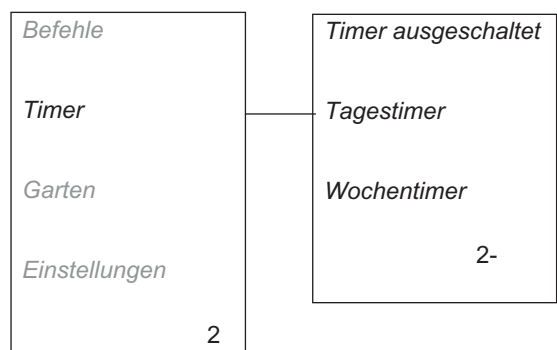 Befehle
Timer
Garten
Einstellungen
2
Timer ausgeschaltet
Tagestimer
Wochentimer
2-